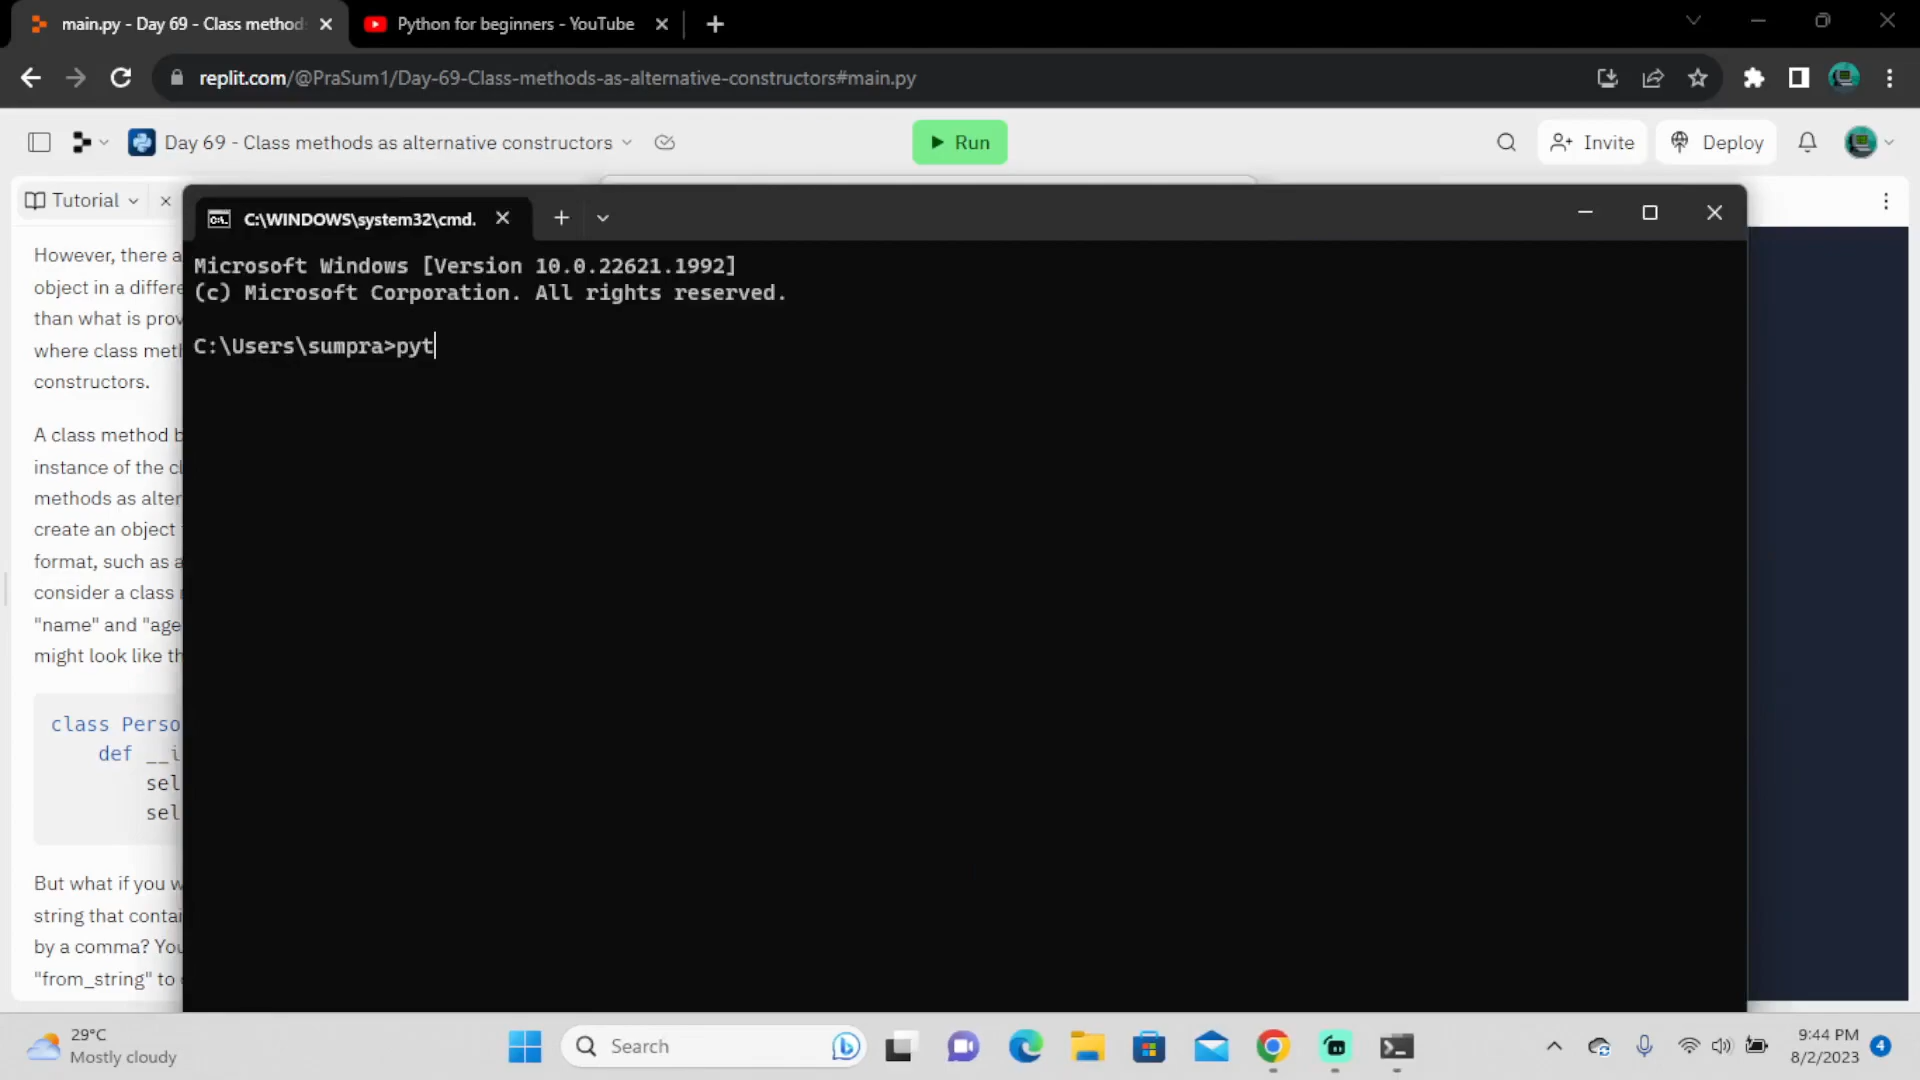 main.py - Day 69 - Class method
Python for beginners - YouTube
replit.com/@PraSum1/Day-69-Class-methods-as-alternative-constructors#main.py
Day 69 - Class methods as alternative constructors
Run
Invite
Deploy
Tutorial
However, there a
object in a differe
than what is prov
where class meth
constructors.
A class method b
instance of the cl
methods as alter
create an object
format, such as a
consider a class
"name" and "age
might look like th
class Perso
def __i
sel
sel
But what if you w
string that contai
by a comma? You
"from_string" to
C:\WINDOWS\system32\cmd.
Microsoft Windows [Version 10.0.22621.1992]
(c) Microsoft Corporation. All rights reserved.
C:\Users\sumpra>pyt
29°C
Mostly cloudy
Search
9:44 PM
8/2/2023
4